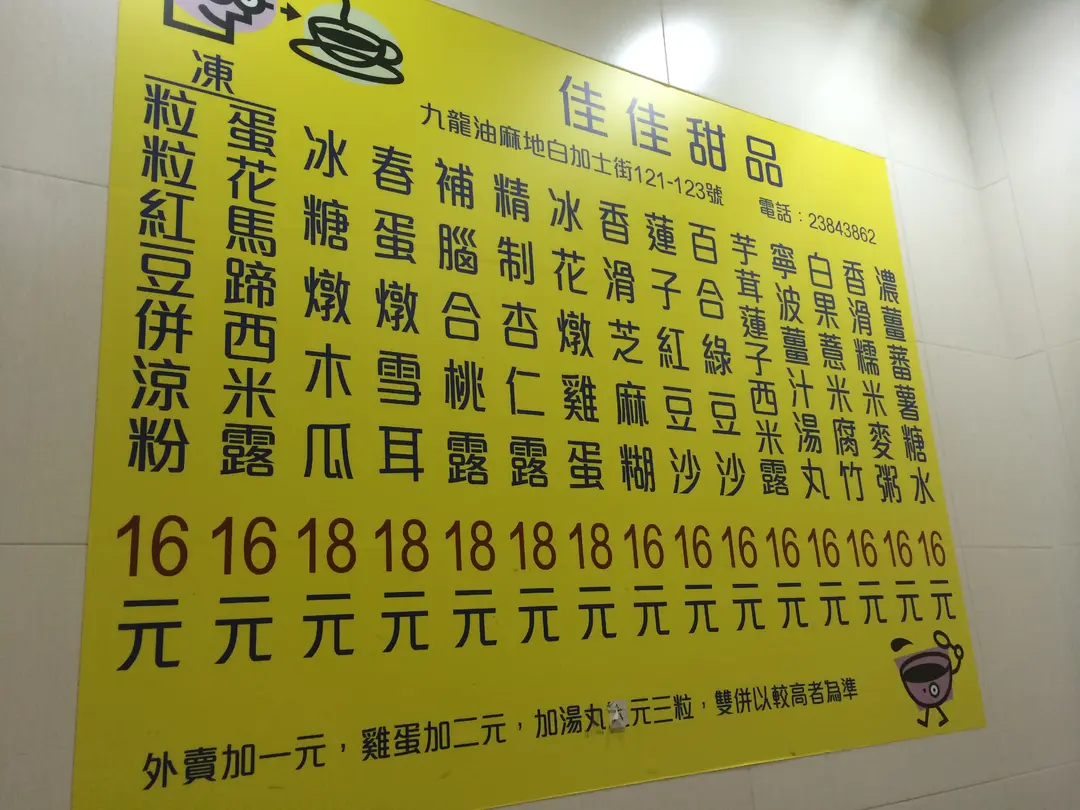 佳佳甜品
九龍油麻地白加士街121-123號
電話：23843862
濃薑蕃薯糖水 16元
香滑糯米麥粥 16元
白果薏米腐竹 16元
寧波薑汁湯丸 16元
芋茸蓮子西米露 16元
百合綠豆沙 16元
蓮子紅豆沙 16元
香滑芝麻糊 16元
冰花燉雞蛋 18元
精制杏仁露 18元
補腦合桃露 18元
春蛋燉雪耳 18元
冰糖燉木瓜 18元
凍
蛋花馬蹄西米露 16元
粒粒紅豆併涼粉 16元
外賣加一元，雞蛋加二元，加湯丸元三粒，雙併以較高者為準